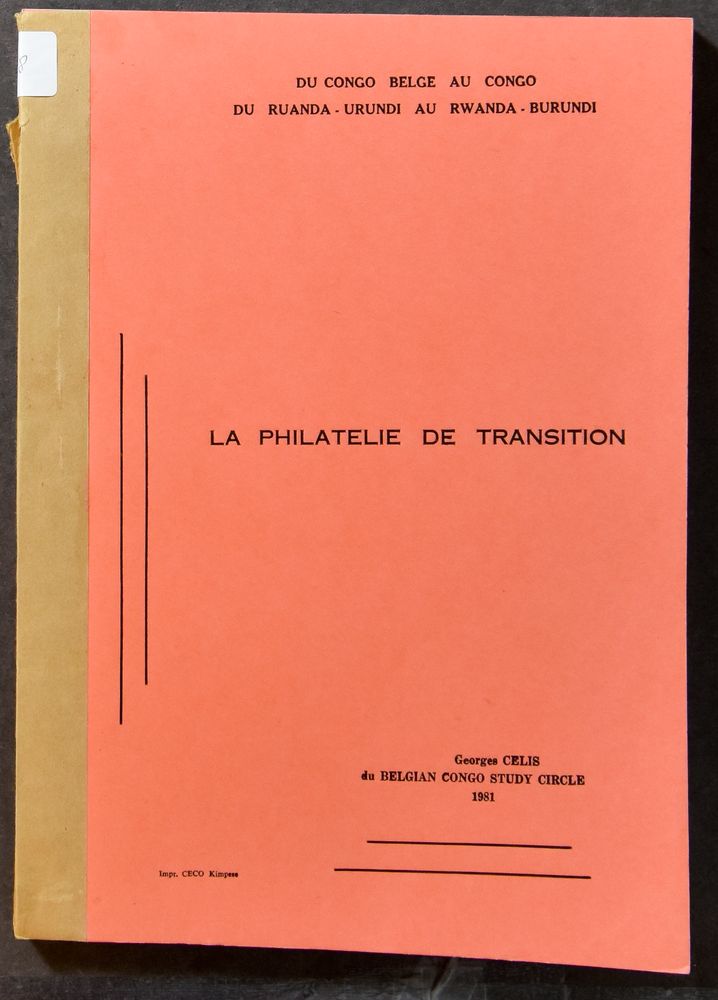 8
DU CONGO BELGE AU CONGO
DU RUANDA - URUNDI AU RWANDA - BURUNDI
LA PHILATELIE DE TRANSITION
Georges CELIS
du BELGIAN CONGO STUDY CIRCLE
1981
Impr. CECO Kimpese